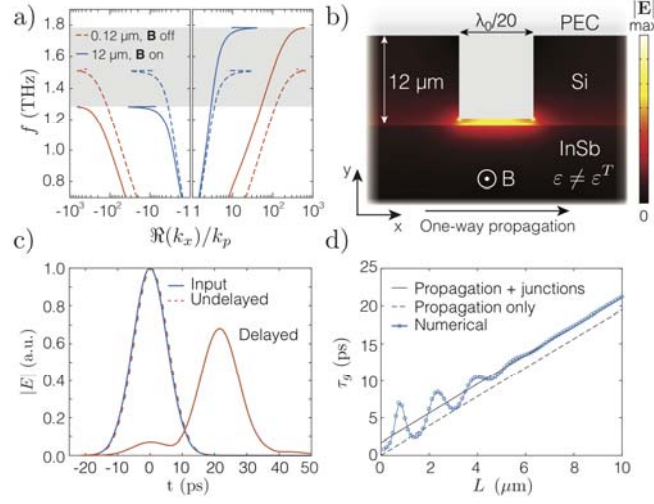 a)
0.12 μm, B off
12 μm, B on
f (THz)
1.8
1.6
1.4
1.2
1.0
0.8
-10³ -10² -10 -1 1 10 10² 10³
ℜ(kₓ)/kₚ
b)
λ₀/20
PEC
12 μm
Si
InSb
B
ε ≠ εᵀ
y
x
One-way propagation
|E|
max
0
c)
Input
Undelayed
Delayed
|E| (a.u.)
1.0
0.8
0.6
0.4
0.2
0
-20 -10 0 10 20 30 40 50
t (ps)
d)
Propagation + junctions
Propagation only
Numerical
τ_g (ps)
25
20
15
10
5
0
0 2 4 6 8 10
L (μm)